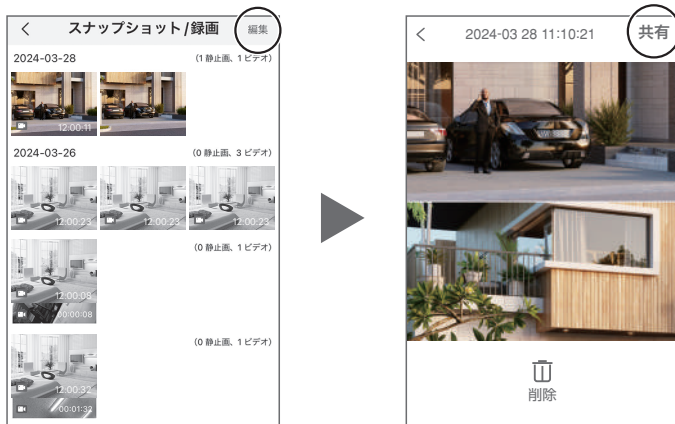 スナップショット/録画 編集
2024-03-28 (1 静止画、1 ビデオ)
12:00:11
2024-03-26 (0 静止画、3 ビデオ)
12:00:23 12:00:23 12:00:23
(0 静止画、1 ビデオ)
12:00:08
00:00:08
(0 静止画、1 ビデオ)
12:00:32
00:01:32
2024-03 28 11:10:21 共有
削除